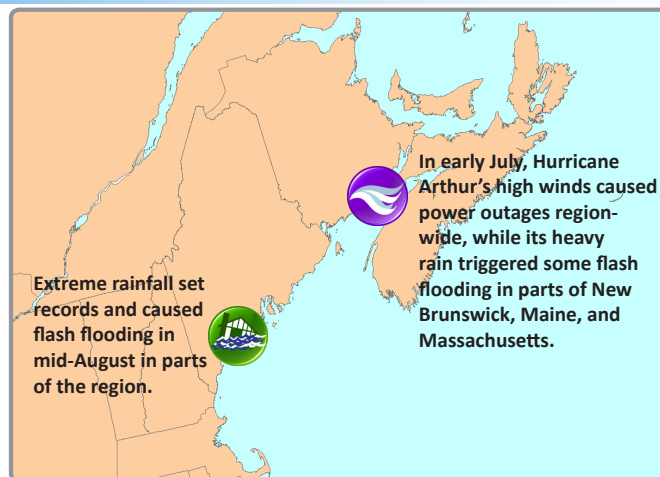 In early July, Hurricane
Arthur's high winds caused
power outages region-
wide, while its heavy
rain triggered some flash
flooding in parts of New
Brunswick, Maine, and
Massachusetts.
Extreme rainfall set
records and caused
flash flooding in
mid-August in parts
of the region.